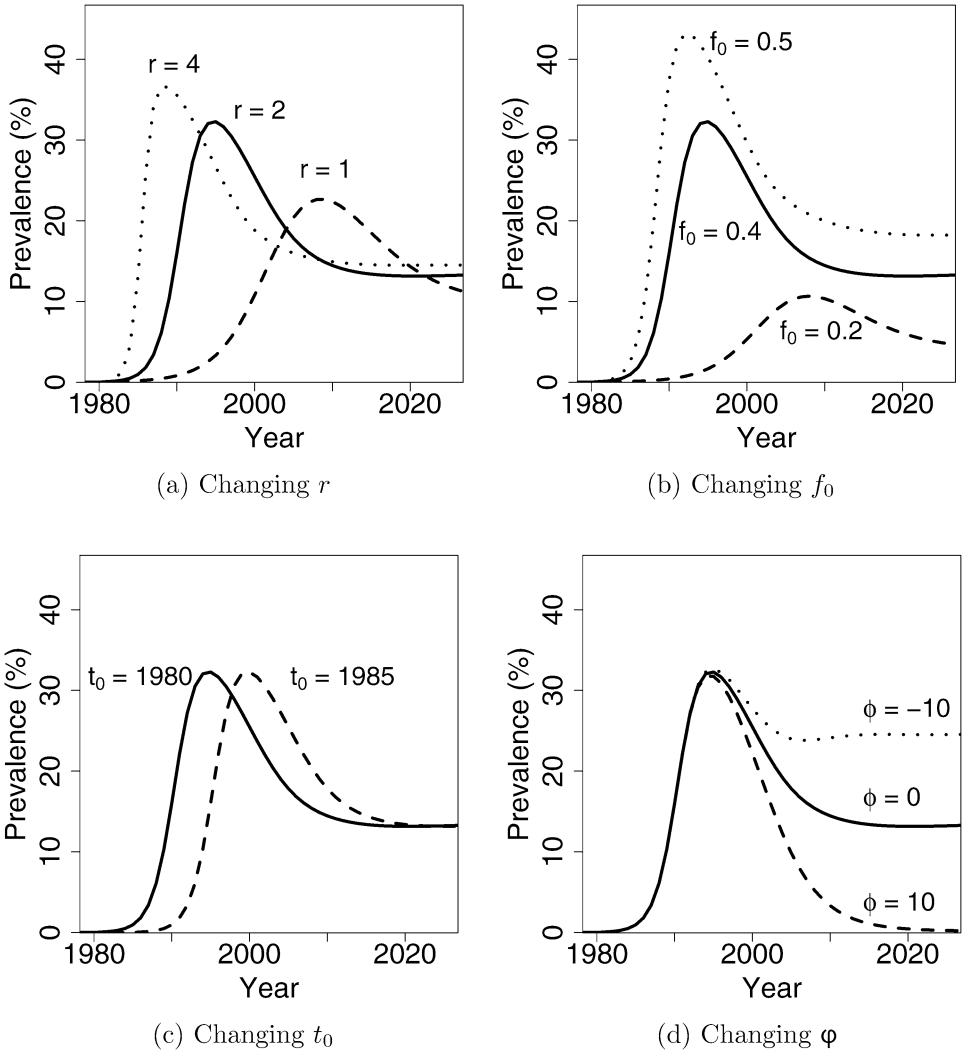 Prevalence (%)
40
30
20
10
0
r = 4
r = 2
r = 1
1980
2000
2020
Year
(a) Changing r
Prevalence (%)
40
30
20
10
0
f0 = 0.5
f0 = 0.4
f0 = 0.2
1980
2000
2020
Year
(b) Changing f0
Prevalence (%)
40
30
20
10
0
t0 = 1980
t0 = 1985
1980
2000
2020
Year
(c) Changing t0
Prevalence (%)
40
30
20
10
0
ϕ = −10
ϕ = 0
ϕ = 10
1980
2000
2020
Year
(d) Changing φ